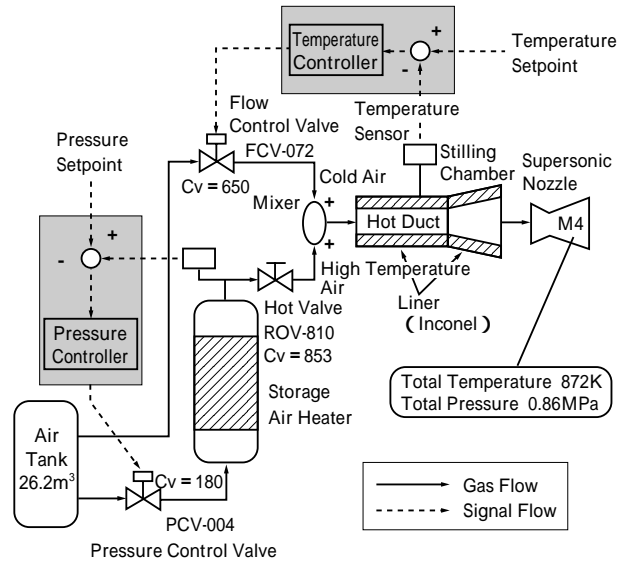 Temperature
Controller
+
-
Temperature
Setpoint
Flow
Control Valve
FCV-072
Cv = 650
Temperature
Sensor
Pressure
Setpoint
Stilling
Chamber
Supersonic
Nozzle
Cold Air
Mixer
+
+
Hot Duct
M4
+
-
High Temperature
Air
Liner
(Inconel)
Pressure
Controller
Hot Valve
ROV-810
Cv = 853
Storage
Air Heater
Total Temperature 872K
Total Pressure 0.86MPa
Air
Tank
26.2m³
Cv = 180
PCV-004
Pressure Control Valve
Gas Flow
Signal Flow